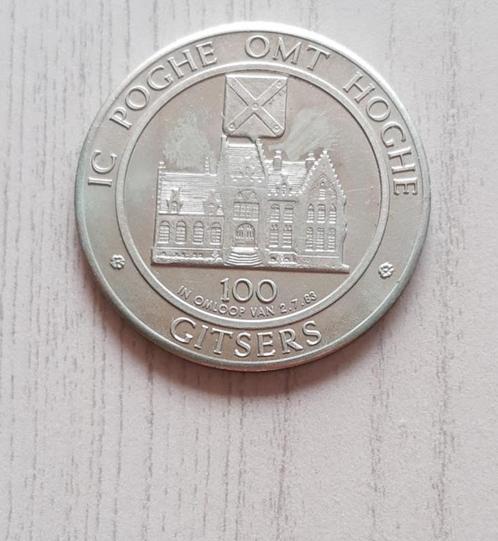 IC POGHE OMT HOGHE
100
IN OMLOOP VAN 2.7.83
GITSERS